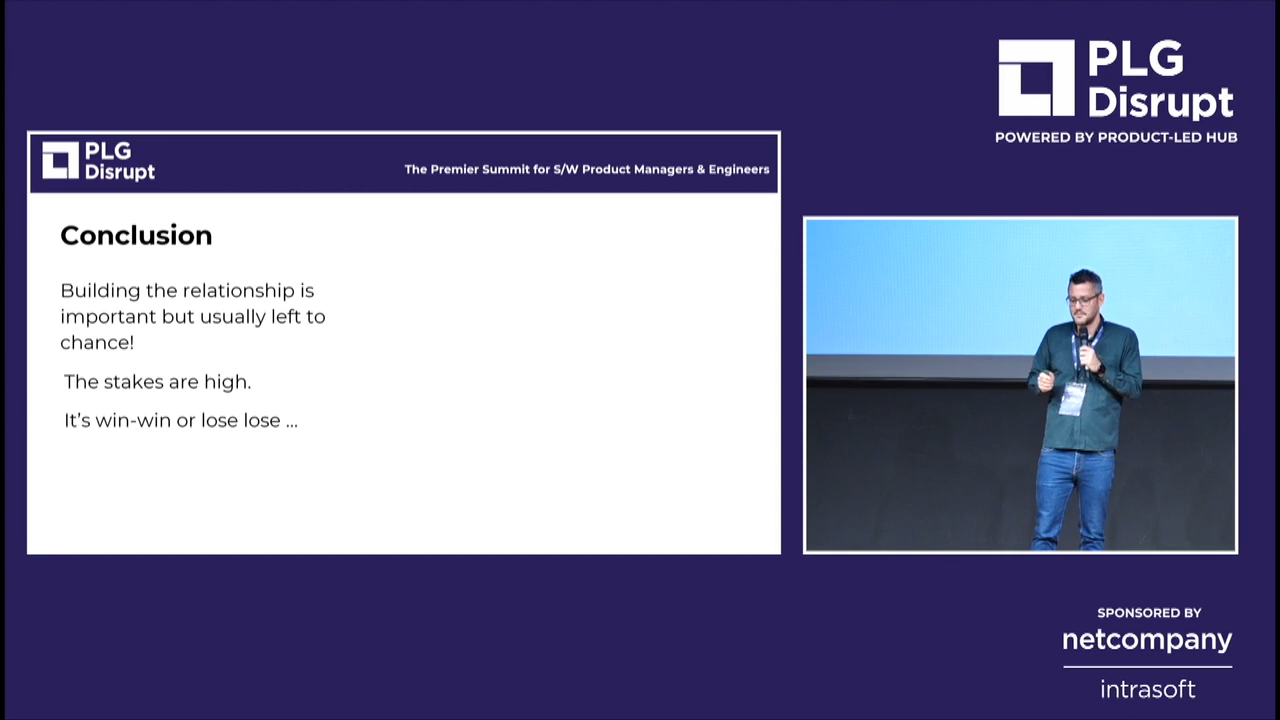 PLG
Disrupt
POWERED BY PRODUCT-LED HUB
PLG
Disrupt
The Premier Summit for S/W Product Managers & Engineers
Conclusion
Building the relationship is
important but usually left to
chance!
The stakes are high.
It’s win-win or lose lose ...
SPONSORED BY
netcompany
intrasoft